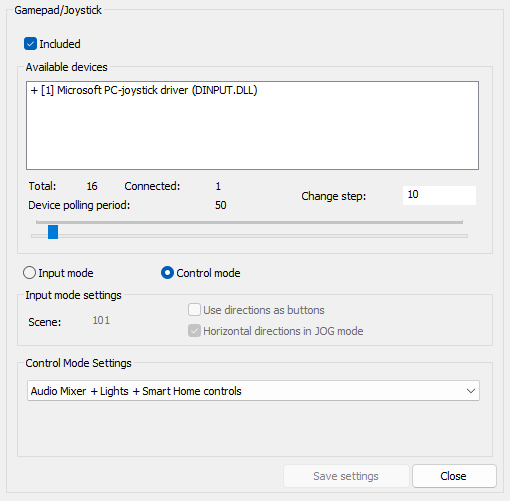 Gamepad/Joystick
Included
Available devices
+ [1] Microsoft PC-joystick driver (DINPUT.DLL)
Total: 16 Connected: 1
Change step: 10
Device polling period: 50
Input mode Control mode
Input mode settings
Scene: 101
Use directions as buttons
Horizontal directions in JOG mode
Control Mode Settings
Audio Mixer + Lights + Smart Home controls
Save settings Close